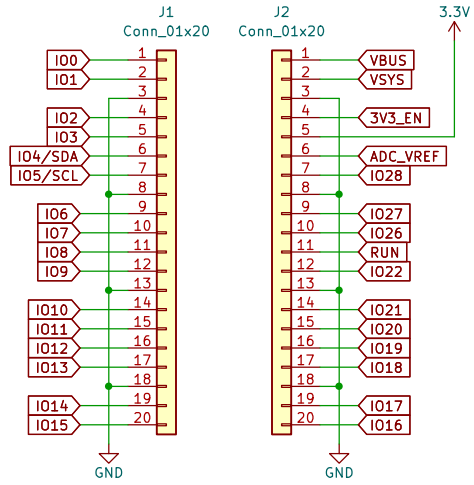 J1
Conn_01x20
IO0 1
IO1 2
3
IO2 4
IO3 5
IO4/SDA 6
IO5/SCL 7
8
IO6 9
IO7 10
IO8 11
IO9 12
13
IO10 14
IO11 15
IO12 16
IO13 17
18
IO14 19
IO15 20
GND
J2
Conn_01x20
3.3V
1 VBUS
2 VSYS
3
4 3V3_EN
5
6 ADC_VREF
7 IO28
8
9 IO27
10 IO26
11 RUN
12 IO22
13
14 IO21
15 IO20
16 IO19
17 IO18
18
19 IO17
20 IO16
GND